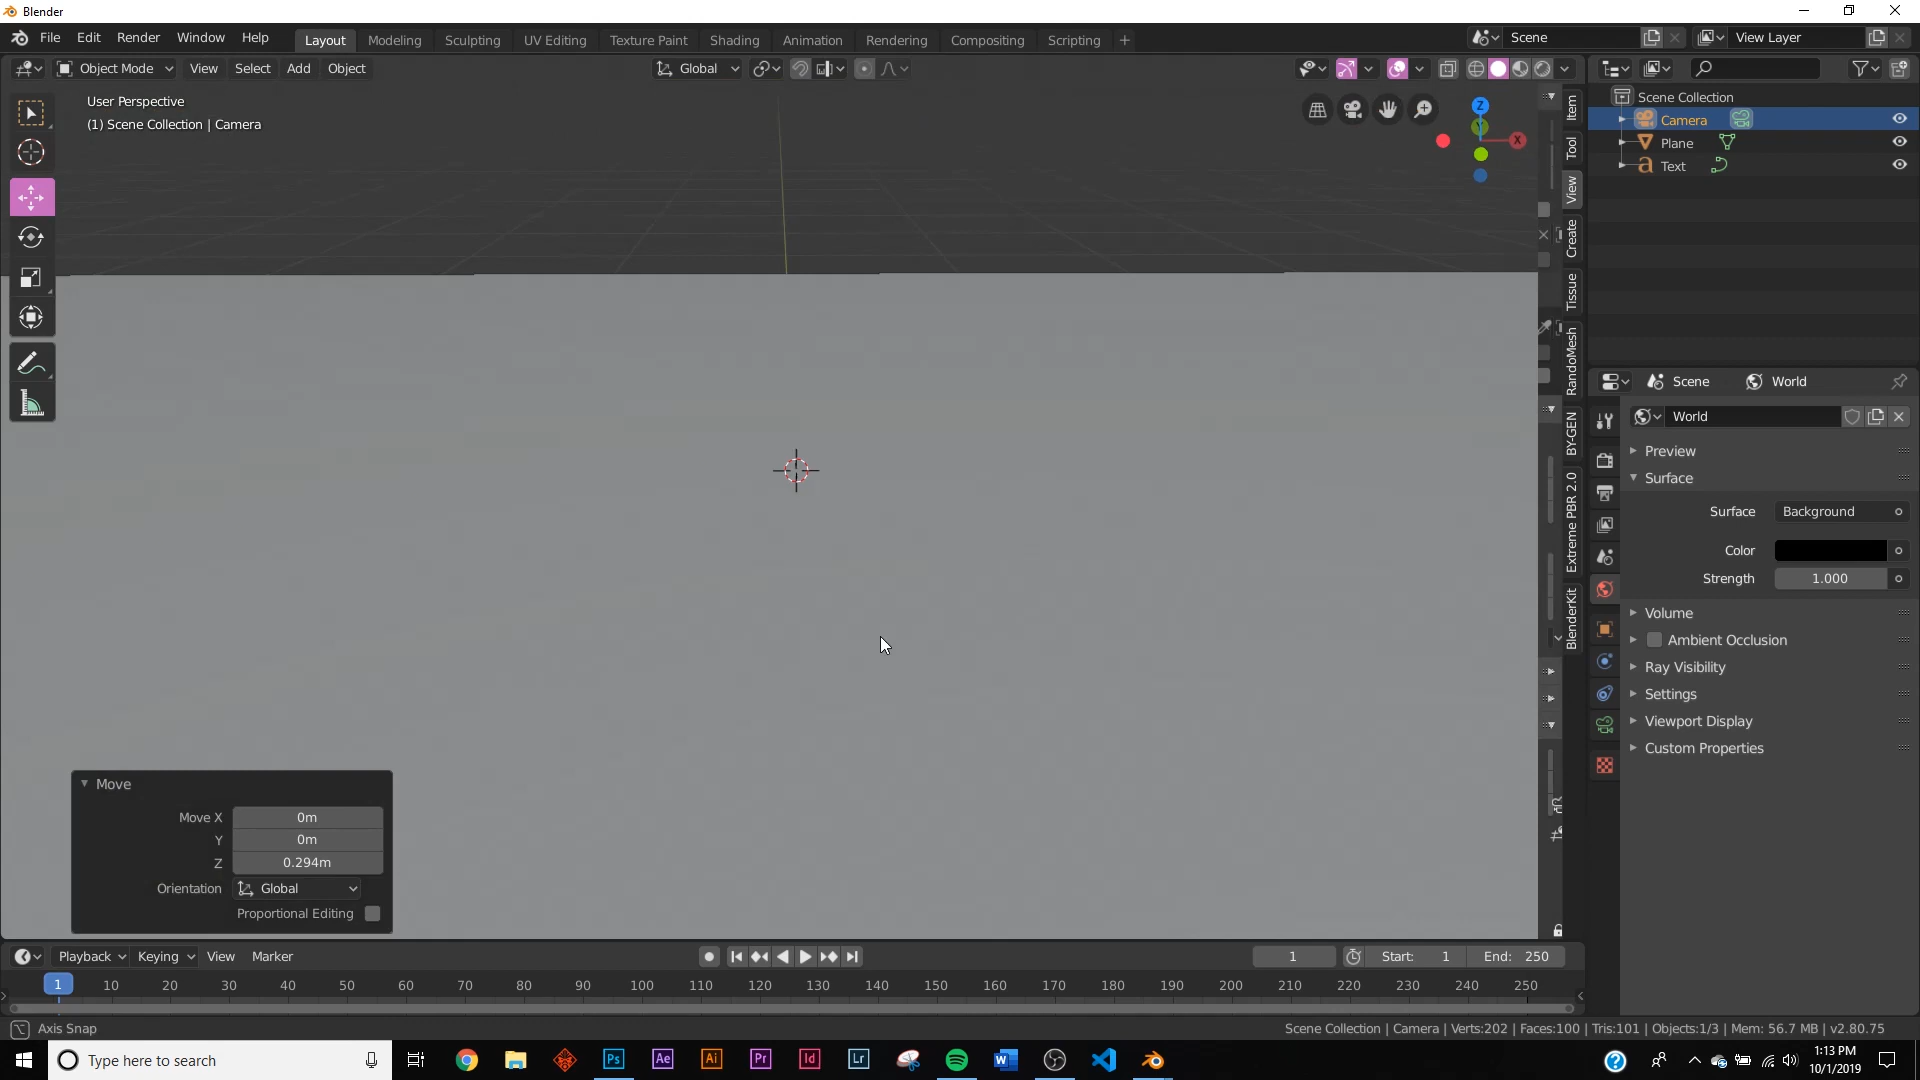 Blender
File Edit Render Window Help
Layout Modeling Sculpting UV Editing Texture Paint Shading Animation Rendering Compositing Scripting +
Scene
View Layer
Object Mode View Select Add Object
Global
User Perspective
(1) Scene Collection | Camera
Z
Y
X
Item
Tool
View
Create
Tissue
RandoMesh
BY-GEN
Extreme PBR 2.0
BlenderKit
Scene Collection
Camera
Plane
Text
Scene World
World
Preview
Surface
Surface Background
Color
Strength 1.000
Volume
Ambient Occlusion
Ray Visibility
Settings
Viewport Display
Custom Properties
Move
Move X 0m
Y 0m
Z 0.294m
Orientation Global
Proportional Editing
Playback Keying View Marker
1 Start: 1 End: 250
1 10 20 30 40 50 60 70 80 90 100 110 120 130 140 150 160 170 180 190 200 210 220 230 240 250
Axis Snap
Scene Collection | Camera | Verts:202 | Faces:100 | Tris:101 | Objects:1/3 | Mem: 56.7 MB | v2.80.75
Type here to search
Ps Ae Ai Pr Id Lr
1:13 PM
10/1/2019